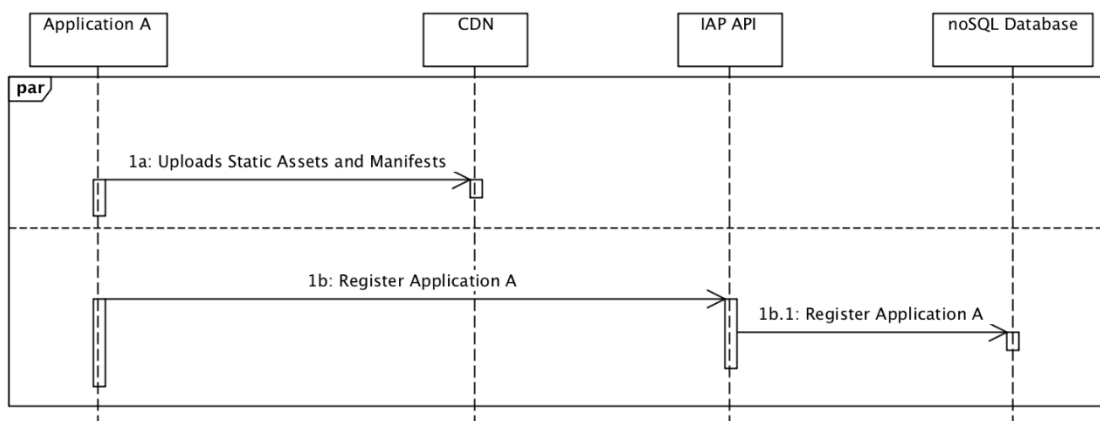 Application A
CDN
IAP API
noSQL Database
par
1a: Uploads Static Assets and Manifests
1b: Register Application A
1b.1: Register Application A